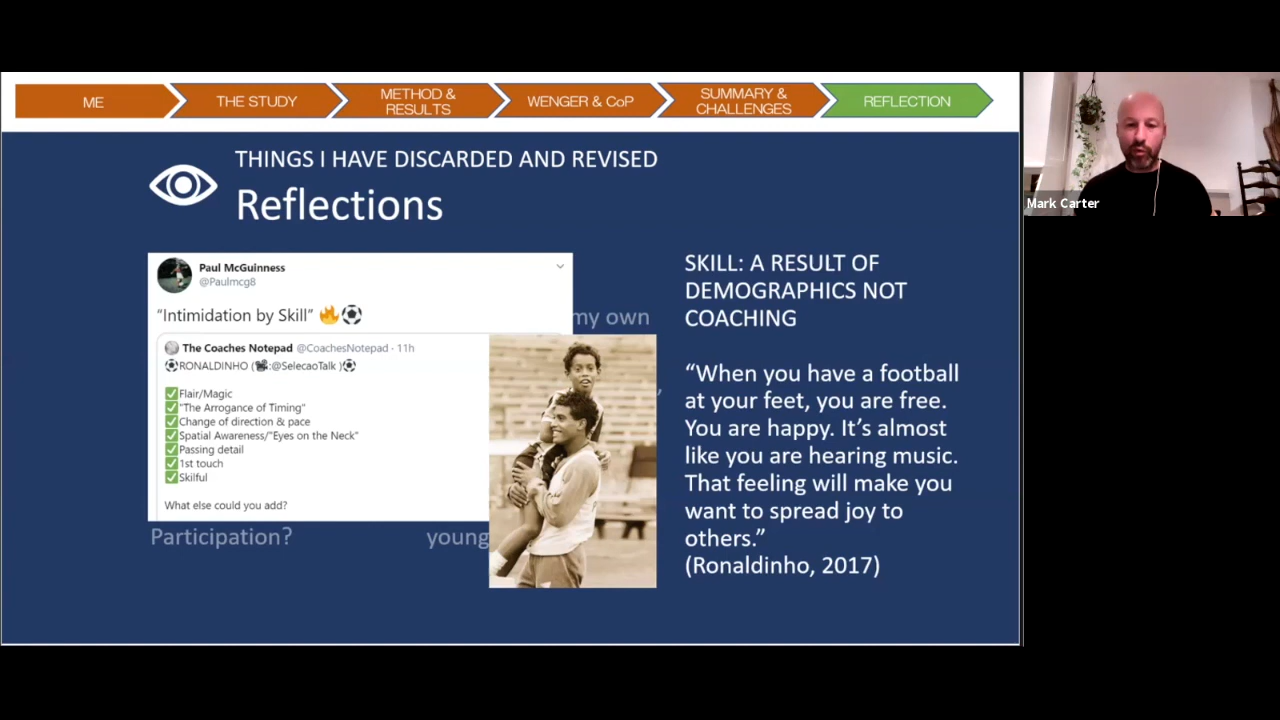 ME
THE STUDY
METHOD &
RESULTS
WENGER & CoP
SUMMARY &
CHALLENGES
REFLECTION
THINGS I HAVE DISCARDED AND REVISED
Reflections
Paul McGuinness
@Paulmcg8
“Intimidation by Skill” 🔥⚽
The Coaches Notepad @CoachesNotepad · 11h
⚽RONALDINHO (📽:@SelecaoTalk )⚽
✅Flair/Magic
✅"The Arrogance of Timing"
✅Change of direction & pace
✅Spatial Awareness/"Eyes on the Neck"
✅Passing detail
✅1st touch
✅Skilful
What else could you add?
my own
Participation? young
SKILL: A RESULT OF
DEMOGRAPHICS NOT
COACHING
“When you have a football
at your feet, you are free.
You are happy. It’s almost
like you are hearing music.
That feeling will make you
want to spread joy to
others.”
(Ronaldinho, 2017)
Mark Carter